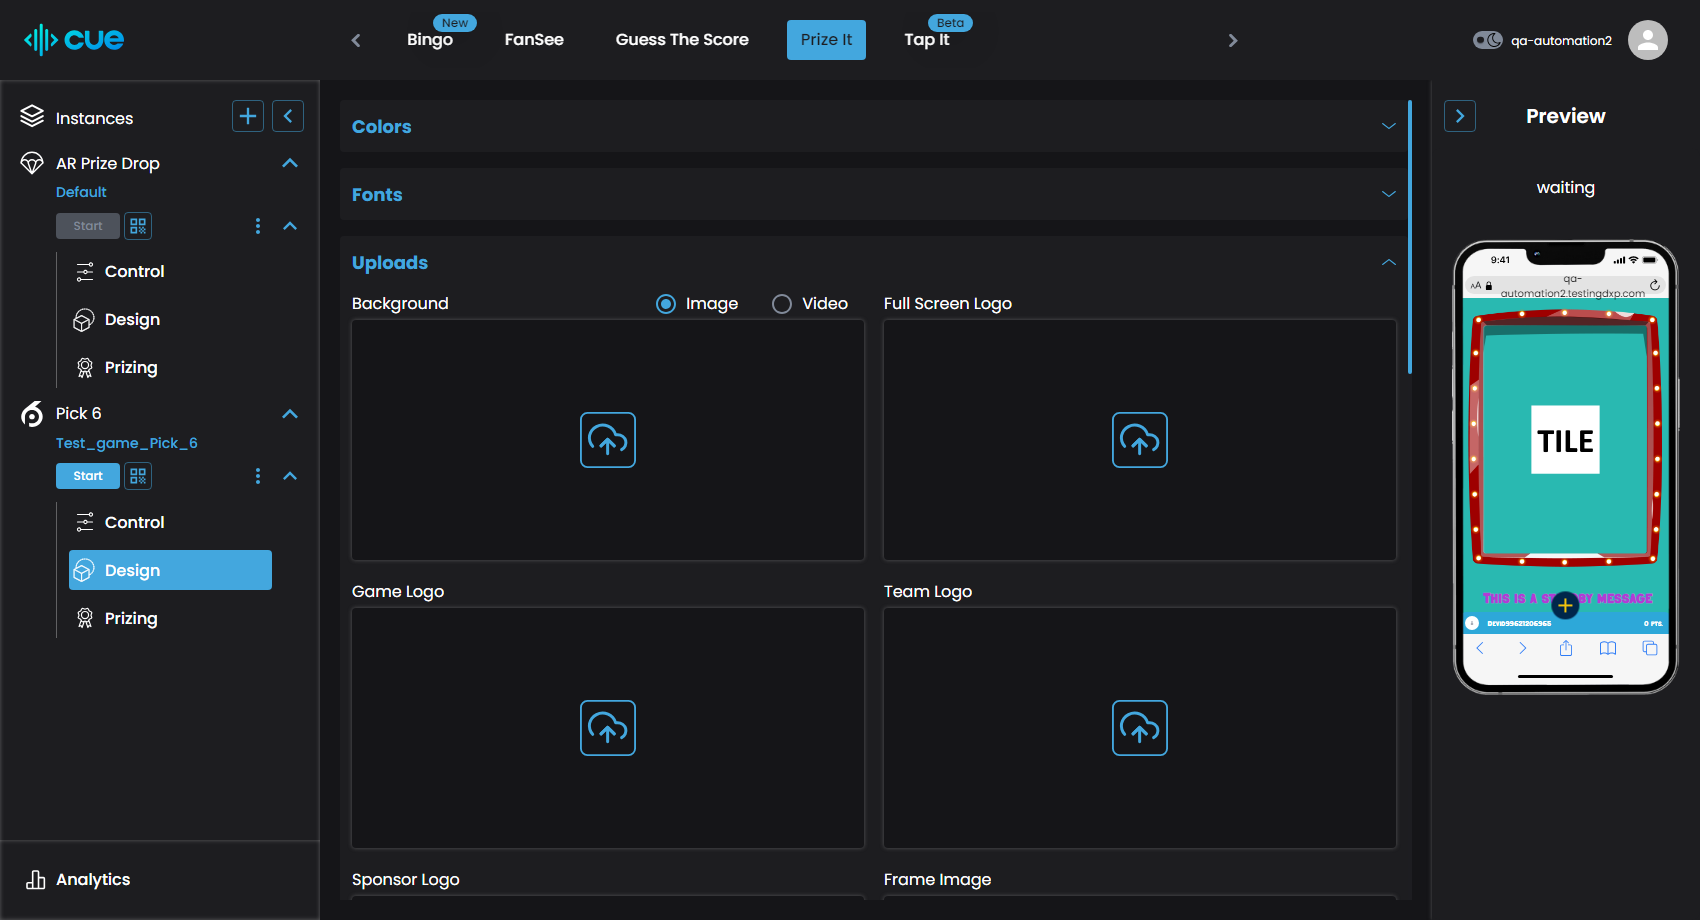 cue
New
Bingo
FanSee
Guess The Score
Prize It
Beta
Tap It
qa-automation2
Instances
AR Prize Drop
Default
Start
Control
Design
Prizing
Pick 6
Test_game_Pick_6
Start
Control
Design
Prizing
Analytics
Colors
Fonts
Uploads
Background
Image
Video
Full Screen Logo
Game Logo
Team Logo
Sponsor Logo
Frame Image
Preview
waiting
9:41
AA
qa-
automation2.testingdxp.com
TILE
THIS IS A ST BY MESSAGE
0 PTS.